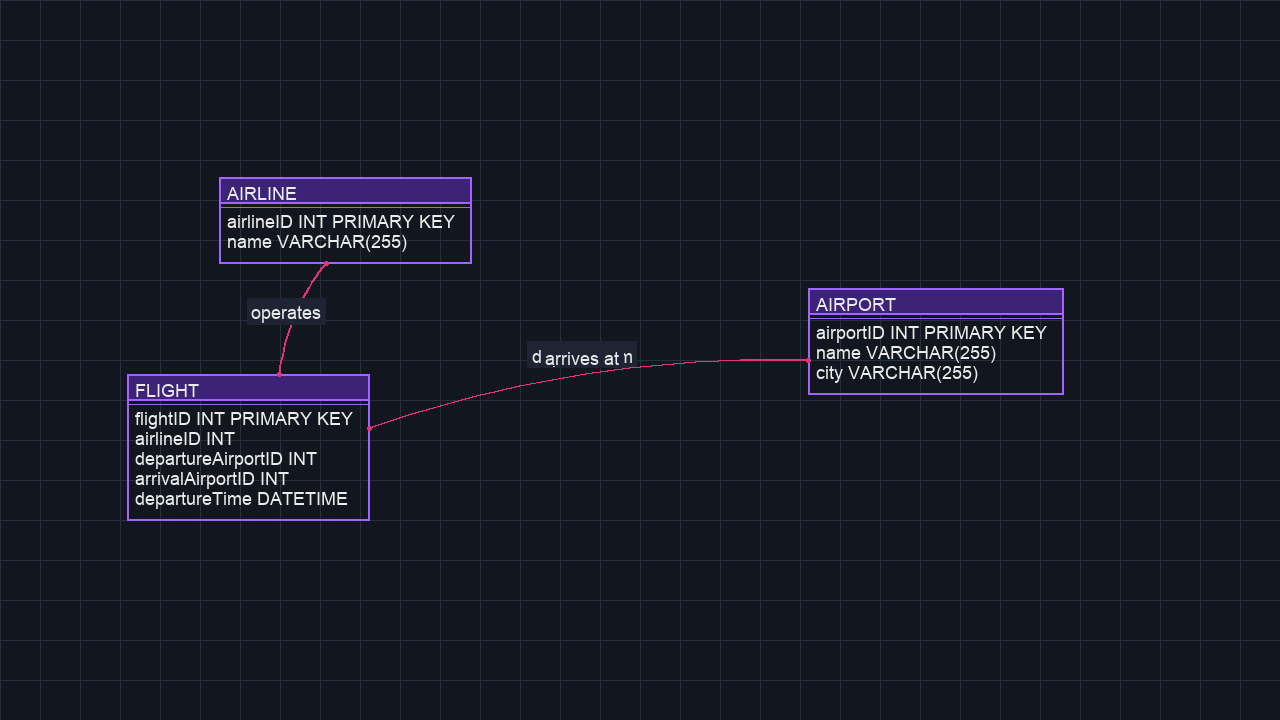 AIRLINE
airlineID INT PRIMARY KEY
name VARCHAR(255)
operates
AIRPORT
airportID INT PRIMARY KEY
name VARCHAR(255)
city VARCHAR(255)
arrives at
FLIGHT
flightID INT PRIMARY KEY
airlineID INT
departureAirportID INT
arrivalAirportID INT
departureTime DATETIME